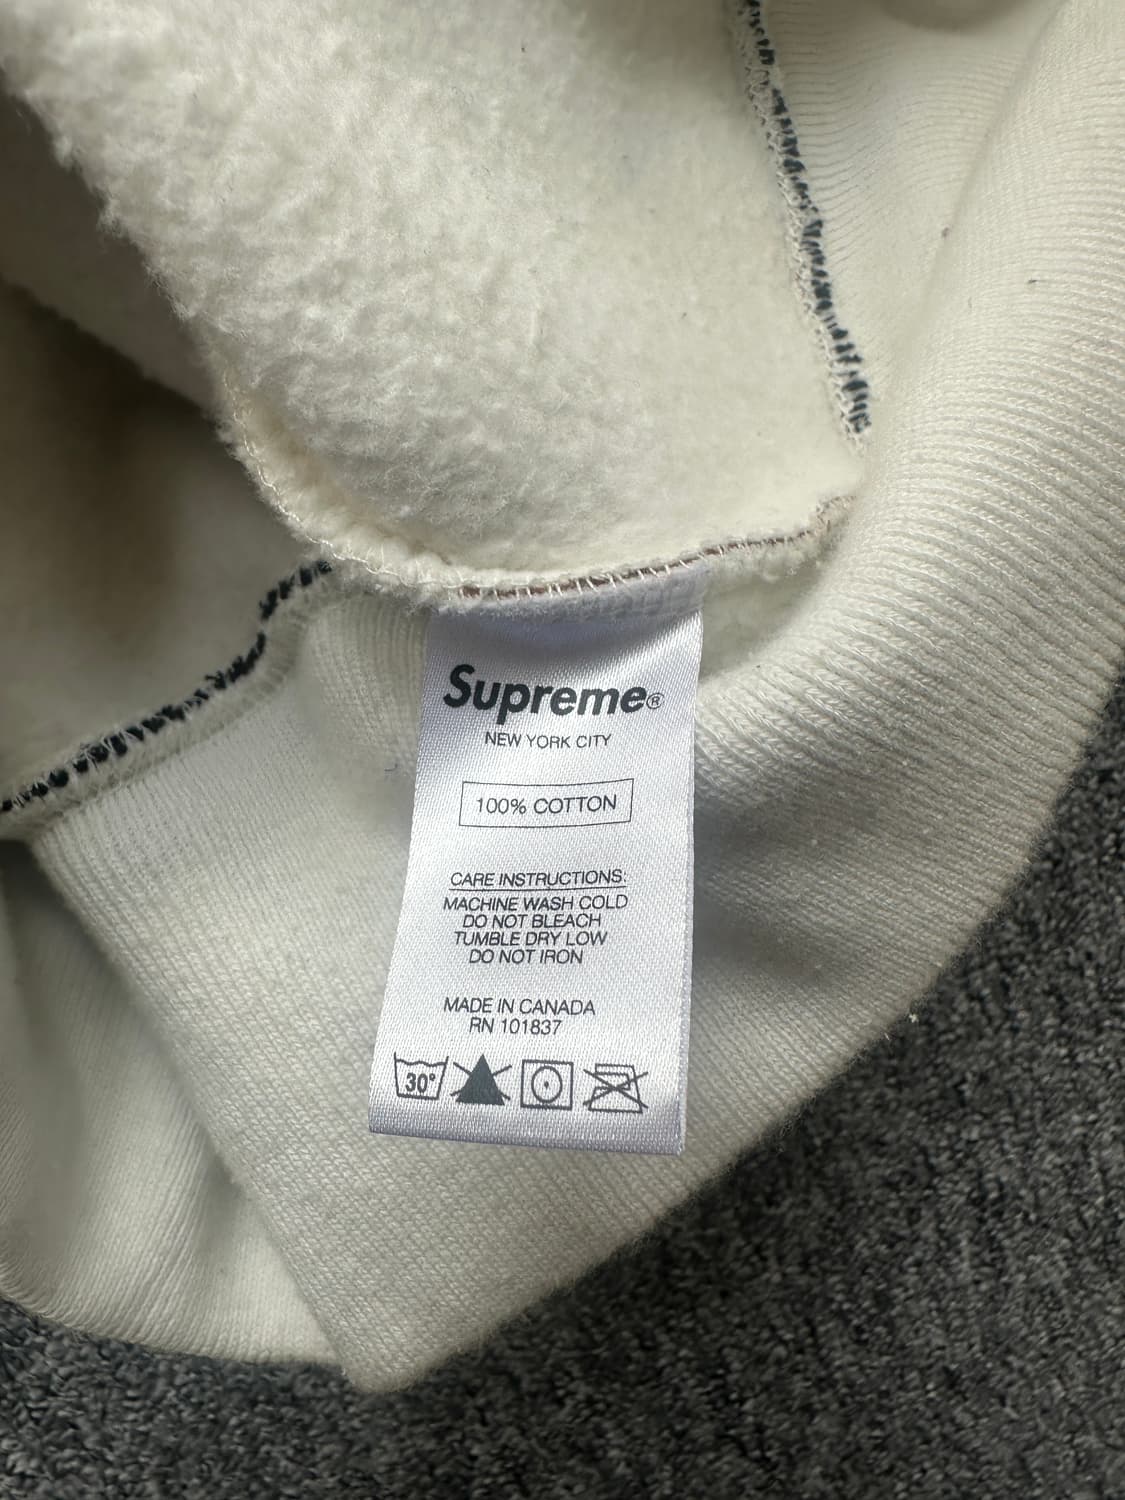 Supreme®
NEW YORK CITY
100% COTTON
CARE INSTRUCTIONS:
MACHINE WASH COLD
DO NOT BLEACH
TUMBLE DRY LOW
DO NOT IRON
MADE IN CANADA
RN 101837
30°